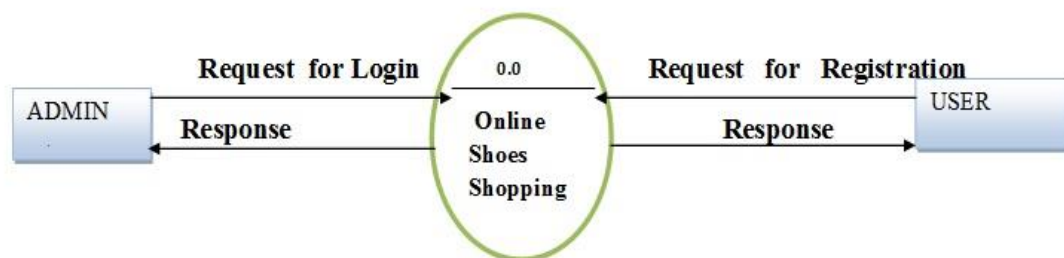 Request for Login
0.0
Request for Registration
ADMIN
USER
Response
Online
Shoes
Shopping
Response